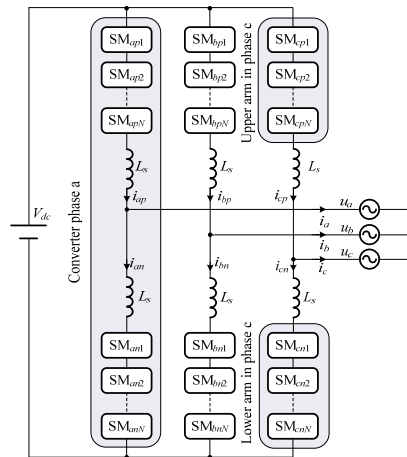 SM_ap1 SM_bp1 SM_cp1
SM_ap2 SM_bp2 SM_cp2
SM_apN SM_bpN SM_cpN
Upper arm in phase c
L_s L_s L_s
i_ap i_bp i_cp
u_a
i_a
V_dc
u_b
i_b
u_c
i_an i_bn i_cn i_c
Converter phase a
L_s L_s L_s
SM_an1 SM_bn1 SM_cn1
SM_an2 SM_bn2 SM_cn2
SM_anN SM_bnN SM_cnN
Lower arm in phase c